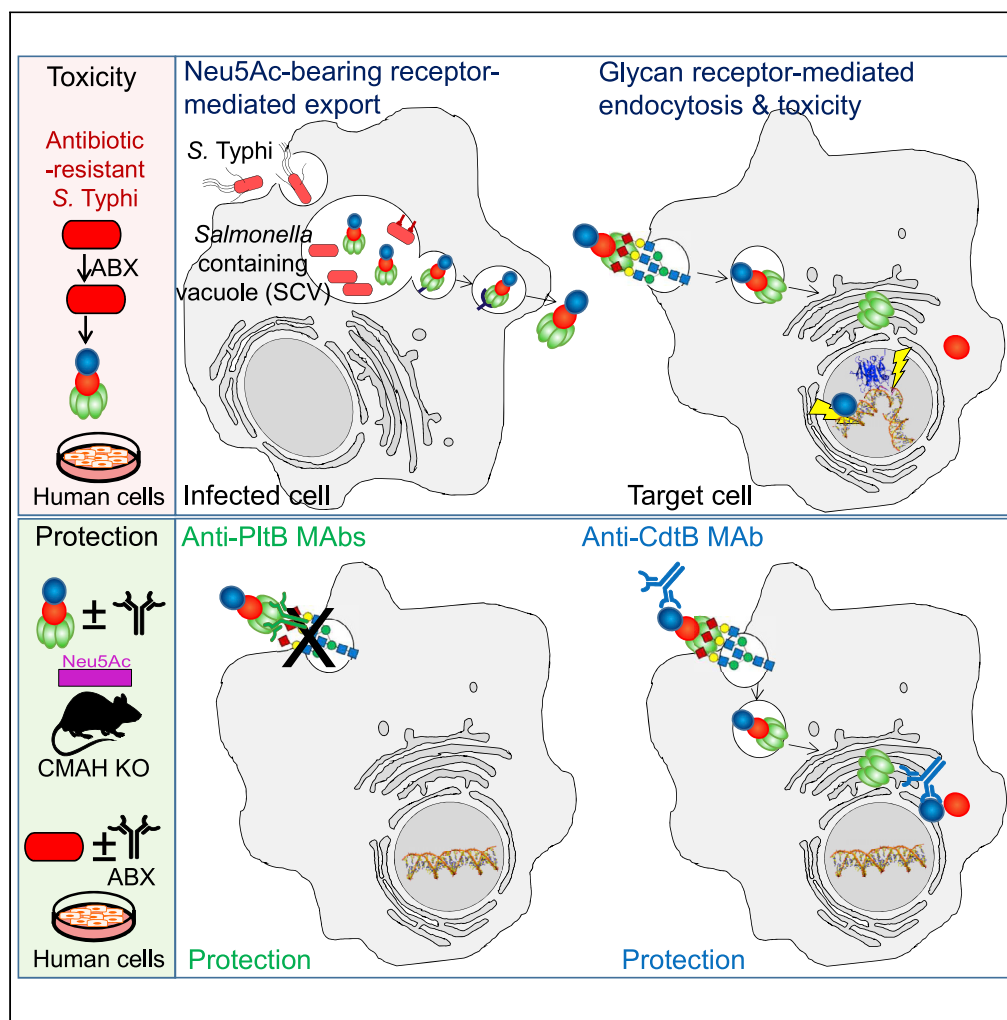 Toxicity
Antibiotic
-resistant
S. Typhi
ABX
Human cells
Neu5Ac-bearing receptor-
mediated export
S. Typhi
Salmonella
containing
vacuole (SCV)
Infected cell
Glycan receptor-mediated
endocytosis & toxicity
Target cell
Protection
±
Neu5Ac
CMAH KO
±
ABX
Human cells
Anti-PltB MAbs
X
Protection
Anti-CdtB MAb
Protection